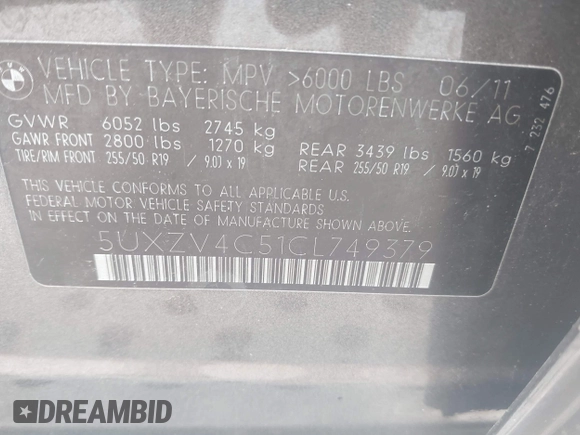 BMW
VEHICLE TYPE: MPV >6000 LBS 06/11
MFD BY BAYERISCHE MOTORENWERKE AG
GVWR 6052 lbs 2745 kg
GAWR FRONT 2800 lbs 1270 kg REAR 3439 lbs 1560 kg
TIRE/RIM FRONT 255/50 R19 / 9.0J x 19 REAR 255/50 R19 / 9.0J x 19
THIS VEHICLE CONFORMS TO ALL APPLICABLE U.S.
FEDERAL MOTOR VEHICLE SAFETY STANDARDS
IN EFFECT ON THE DATE OF MANUFACTURE SHOWN ABOVE.
5UXZV4C51CL749379
7 232 476
DREAMBID